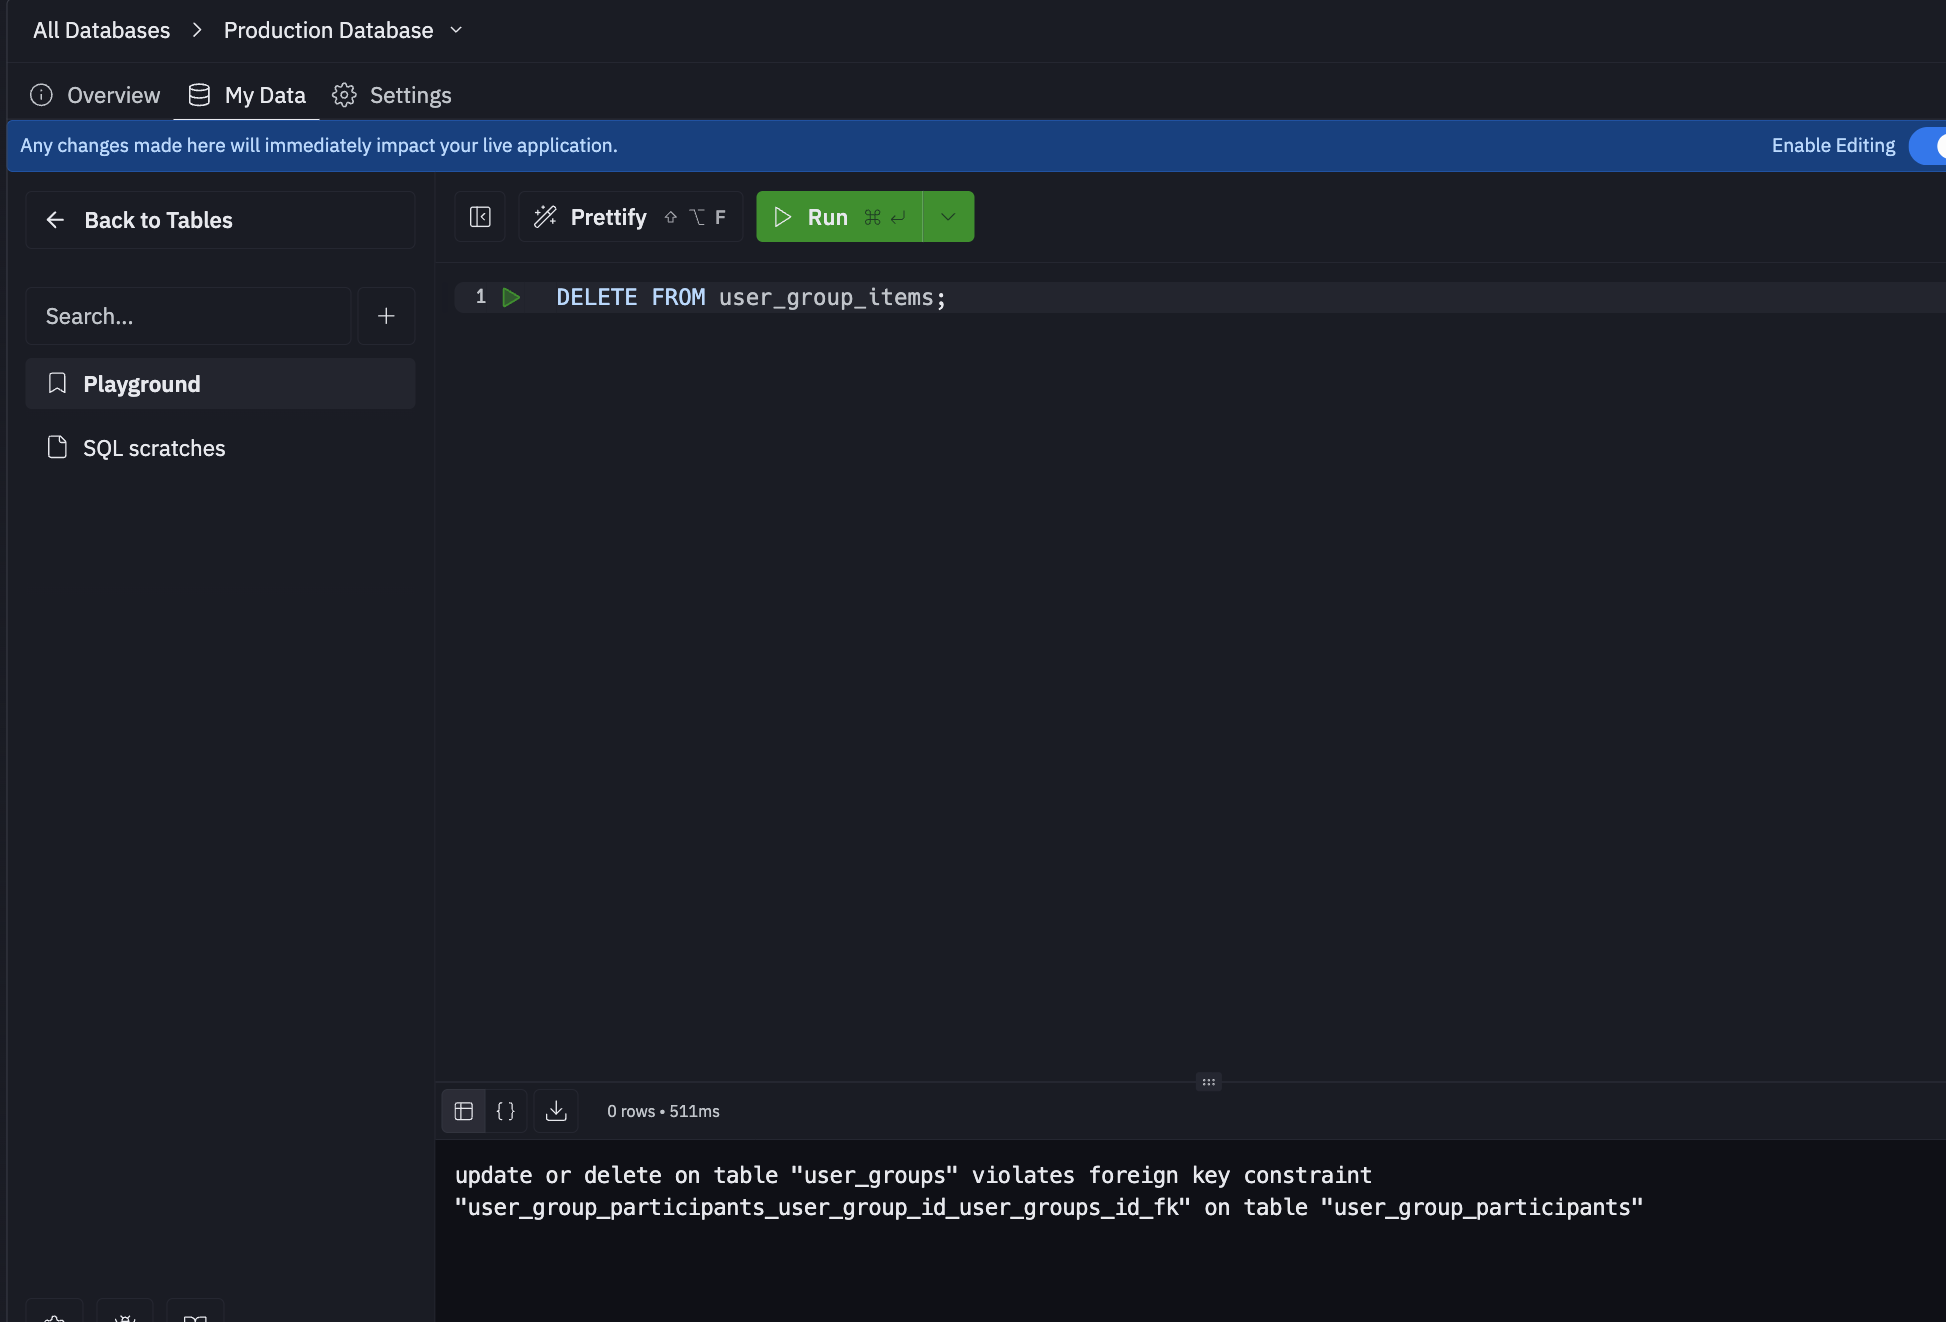 All Databases > Production Database
Overview My Data Settings
Any changes made here will immediately impact your live application. Enable Editing
Back to Tables
Prettify ⇧ ⌥ F Run ⌘ ↵
Search...
1 DELETE FROM user_group_items;
Playground
SQL scratches
0 rows • 511ms
update or delete on table "user_groups" violates foreign key constraint
"user_group_participants_user_group_id_user_groups_id_fk" on table "user_group_participants"